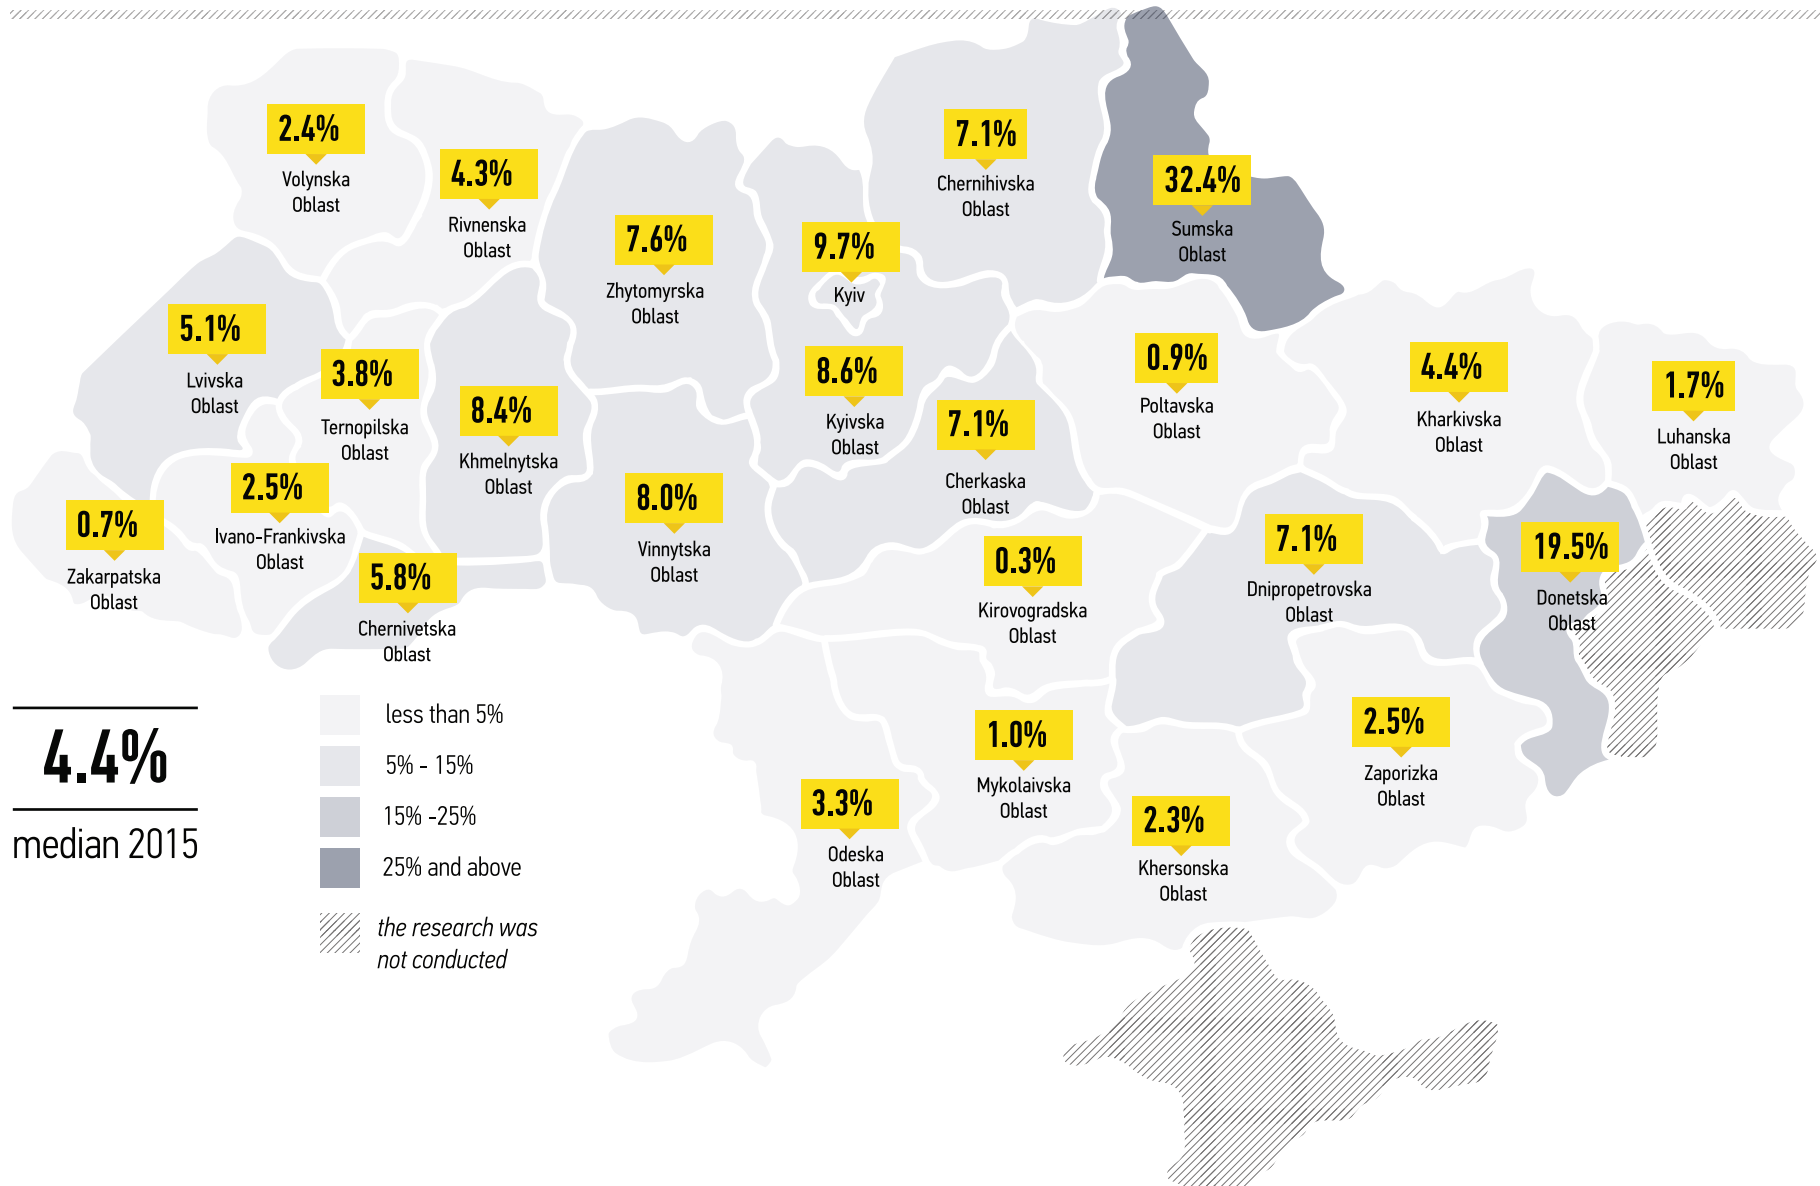 2.4%
Volynska
Oblast
4.3%
Rivnenska
Oblast
7.6%
Zhytomyrska
Oblast
9.7%
Kyiv
7.1%
Chernihivska
Oblast
32.4%
Sumska
Oblast
5.1%
Lvivska
Oblast
3.8%
Ternopilska
Oblast
8.4%
Khmelnytska
Oblast
8.6%
Kyivska
Oblast
7.1%
Cherkaska
Oblast
0.9%
Poltavska
Oblast
4.4%
Kharkivska
Oblast
1.7%
Luhanska
Oblast
0.7%
Zakarpatska
Oblast
2.5%
Ivano-Frankivska
Oblast
5.8%
Chernivetska
Oblast
8.0%
Vinnytska
Oblast
0.3%
Kirovogradska
Oblast
7.1%
Dnipropetrovska
Oblast
19.5%
Donetska
Oblast
3.3%
Odeska
Oblast
1.0%
Mykolaivska
Oblast
2.3%
Khersonska
Oblast
2.5%
Zaporizka
Oblast
4.4%
median 2015
less than 5%
5% - 15%
15% -25%
25% and above
the research was
not conducted